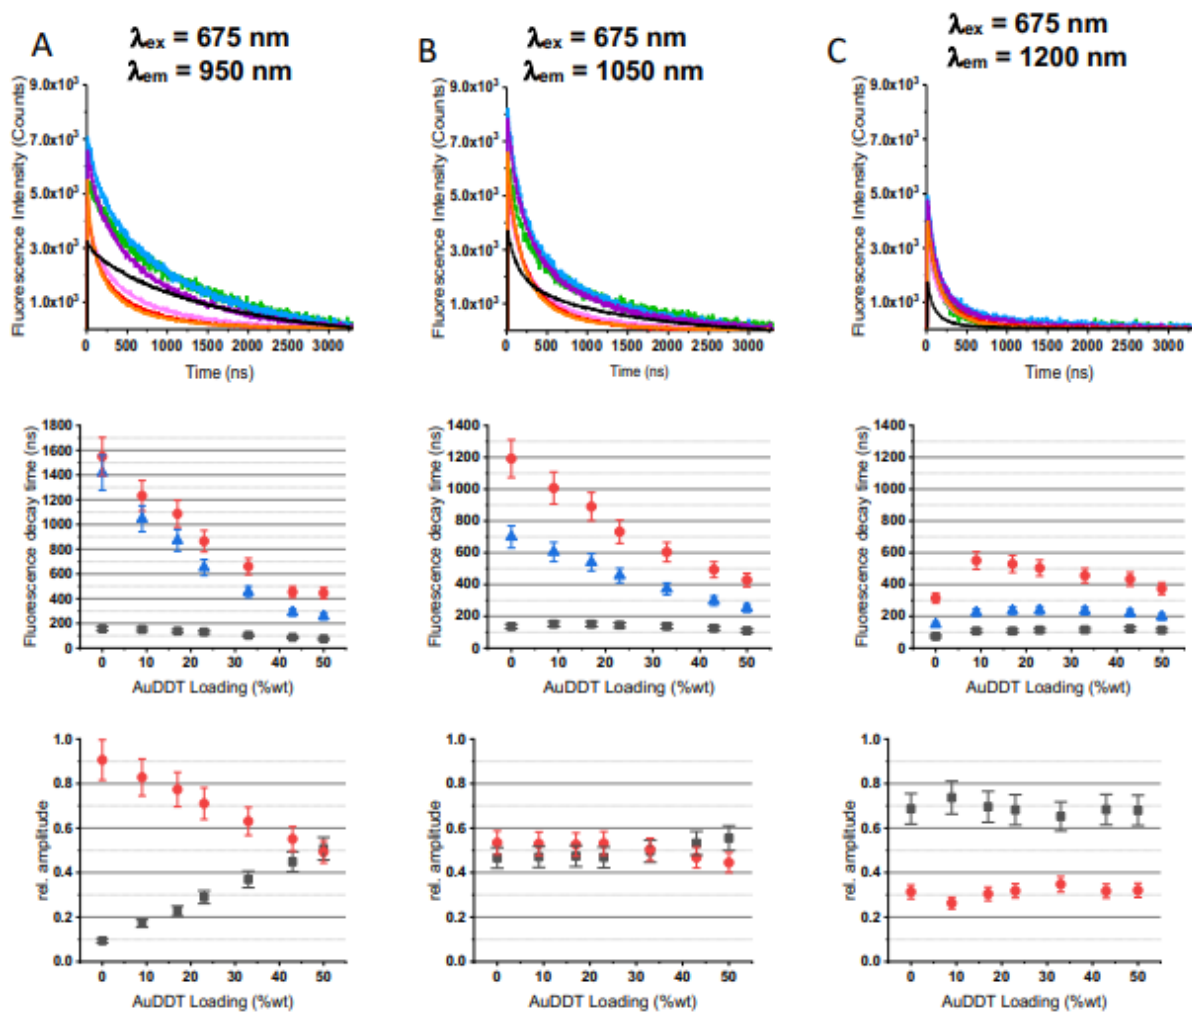 A
λex = 675 nm
λem = 950 nm
B
λex = 675 nm
λem = 1050 nm
C
λex = 675 nm
λem = 1200 nm
Fluorescence Intensity (Counts)
9.0x10³
7.0x10³
5.0x10³
3.0x10³
1.0x10³
0 500 1000 1500 2000 2500 3000
Time (ns)
Fluorescence Intensity (Counts)
9.0x10³
7.0x10³
5.0x10³
3.0x10³
1.0x10³
0 500 1000 1500 2000 2500 3000
Time (ns)
Fluorescence Intensity (Counts)
9.0x10³
7.0x10³
5.0x10³
3.0x10³
1.0x10³
0 500 1000 1500 2000 2500 3000
Time (ns)
Fluorescence decay time (ns)
1800
1600
1400
1200
1000
800
600
400
200
0
0 10 20 30 40 50
AuDDT Loading (%wt)
Fluorescence decay time (ns)
1400
1200
1000
800
600
400
200
0
0 10 20 30 40 50
AuDDT Loading (%wt)
Fluorescence decay time (ns)
1400
1200
1000
800
600
400
200
0
0 10 20 30 40 50
AuDDT Loading (%wt)
rel. amplitude
1.0
0.8
0.6
0.4
0.2
0.0
0 10 20 30 40 50
AuDDT Loading (%wt)
rel. amplitude
1.0
0.8
0.6
0.4
0.2
0.0
0 10 20 30 40 50
AuDDT Loading (%wt)
rel. amplitude
1.0
0.8
0.6
0.4
0.2
0.0
0 10 20 30 40 50
AuDDT Loading (%wt)